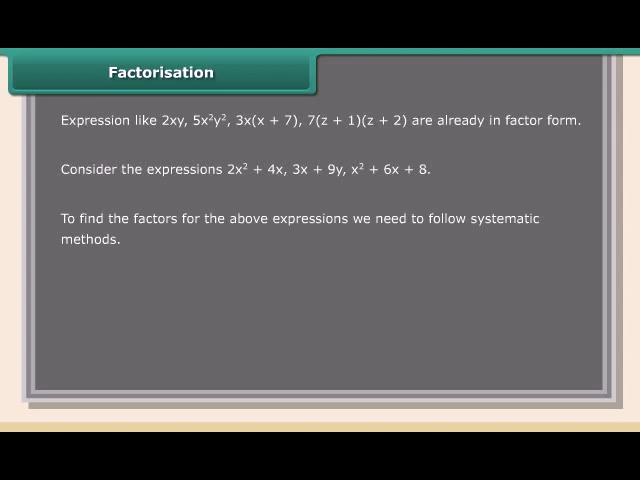 Factorisation
Expression like 2xy, 5x²y², 3x(x + 7), 7(z + 1)(z + 2) are already in factor form.
Consider the expressions 2x² + 4x, 3x + 9y, x² + 6x + 8.
To find the factors for the above expressions we need to follow systematic
methods.